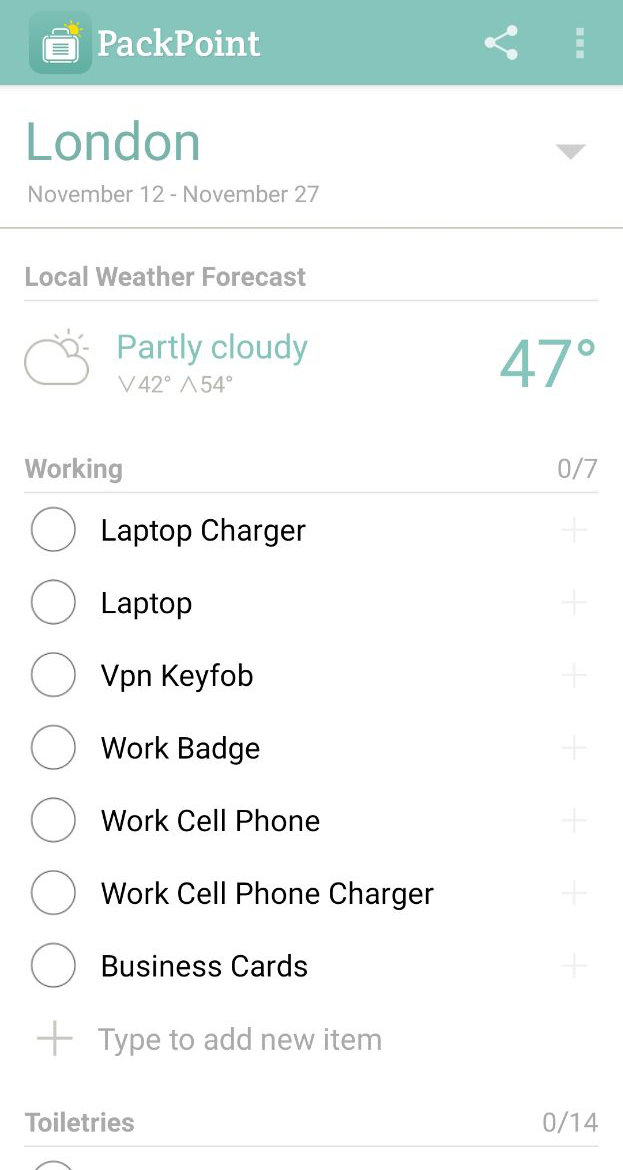 PackPoint
London
November 12 - November 27
Local Weather Forecast
Partly cloudy
47°
∨42° ∧54°
Working 0/7
Laptop Charger
Laptop
Vpn Keyfob
Work Badge
Work Cell Phone
Work Cell Phone Charger
Business Cards
Type to add new item
Toiletries 0/14